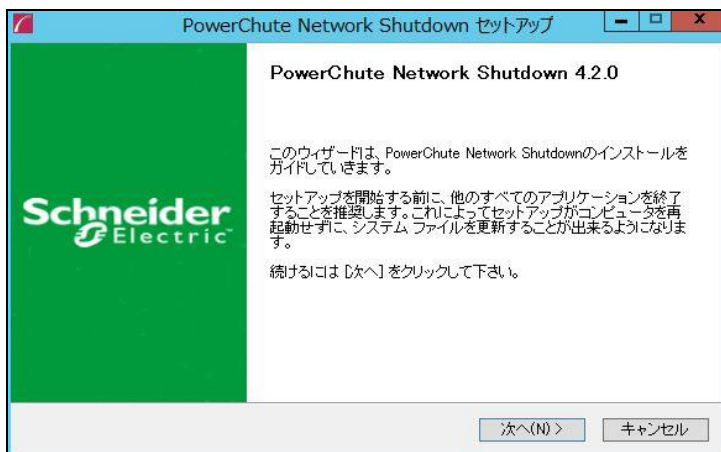 PowerChute Network Shutdown セットアップ
PowerChute Network Shutdown 4.2.0
このウィザードは、PowerChute Network Shutdownのインストールを
ガイドしていきます。
セットアップを開始する前に、他のすべてのアプリケーションを終了
することを推奨します。これによってセットアップがコンピュータを再
起動せずに、システム ファイルを更新することが出来るようになりま
す。
続けるには [次へ] をクリックして下さい。
Schneider
Electric
次へ(N) >
キャンセル